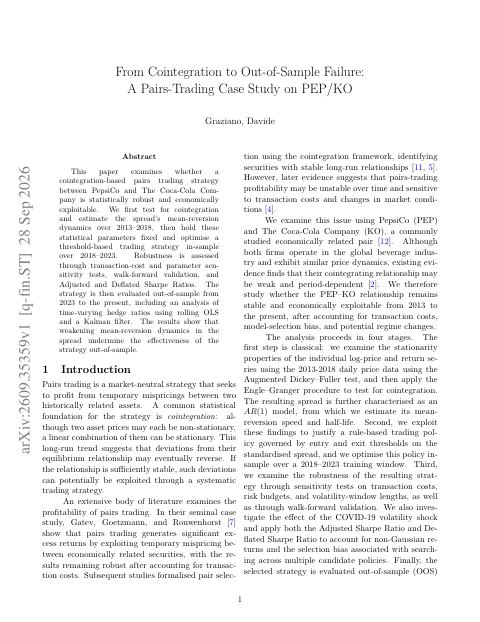 From Cointegration to Out-of-Sample Failure:
A Pairs-Trading Case Study on PEP/KO
Graziano, Davide
arXiv:2609.35359v1 [q-fin.ST] 28 Sep 2026
Abstract
This paper examines whether a
cointegration-based pairs trading strategy
between PepsiCo and The Coca-Cola Com-
pany is statistically robust and economically
exploitable. We first test for cointegration
and estimate the spread's mean-reversion
dynamics over 2013–2018, then hold these
statistical parameters fixed and optimise a
threshold-based trading strategy in-sample
over 2018–2023. Robustness is assessed
through transaction-cost and parameter sen-
sitivity tests, walk-forward validation, and
Adjusted and Deflated Sharpe Ratios. The
strategy is then evaluated out-of-sample from
2023 to the present, including an analysis of
time-varying hedge ratios using rolling OLS
and a Kalman filter. The results show that
weakening mean-reversion dynamics in the
spread undermine the effectiveness of the
strategy out-of-sample.
1 Introduction
Pairs trading is a market-neutral strategy that seeks
to profit from temporary mispricings between two
historically related assets. A common statistical
foundation for the strategy is cointegration: al-
though two asset prices may each be non-stationary,
a linear combination of them can be stationary. This
long-run trend suggests that deviations from their
equilibrium relationship may eventually reverse. If
the relationship is sufficiently stable, such deviations
can potentially be exploited through a systematic
trading strategy.
An extensive body of literature examines the
profitability of pairs trading. In their seminal case
study, Gatev, Goetzmann, and Rouwenhorst [7]
show that pairs trading generates significant ex-
cess returns by exploiting temporary mispricing be-
tween economically related securities, with the re-
sults remaining robust after accounting for transac-
tion costs. Subsequent studies formalised pair selec-
tion using the cointegration framework, identifying
securities with stable long-run relationships [11, 5].
However, later evidence suggests that pairs-trading
profitability may be unstable over time and sensitive
to transaction costs and changes in market condi-
tions [4].
We examine this issue using PepsiCo (PEP)
and The Coca-Cola Company (KO), a commonly
studied economically related pair [12]. Although
both firms operate in the global beverage indus-
try and exhibit similar price dynamics, existing evi-
dence finds that their cointegrating relationship may
be weak and period-dependent [2]. We therefore
study whether the PEP–KO relationship remains
stable and economically exploitable from 2013 to
the present, after accounting for transaction costs,
model-selection bias, and potential regime changes.
The analysis proceeds in four stages. The
first step is classical: we examine the stationarity
properties of the individual log-price and return se-
ries using the 2013-2018 daily price data using the
Augmented Dickey–Fuller test, and then apply the
Engle–Granger procedure to test for cointegration.
The resulting spread is further characterised as an
AR(1) model, from which we estimate its mean-
reversion speed and half-life. Second, we exploit
these findings to justify a rule-based trading pol-
icy governed by entry and exit thresholds on the
standardised spread, and we optimise this policy in-
sample over a 2018–2023 training window. Third,
we examine the robustness of the resulting strat-
egy through sensitivity tests on transaction costs,
risk budgets, and volatility-window lengths, as well
as through walk-forward validation. We also inves-
tigate the effect of the COVID-19 volatility shock
and apply both the Adjusted Sharpe Ratio and De-
flated Sharpe Ratio to account for non-Gaussian re-
turns and the selection bias associated with search-
ing across multiple candidate policies. Finally, the
selected strategy is evaluated out-of-sample (OOS)
1